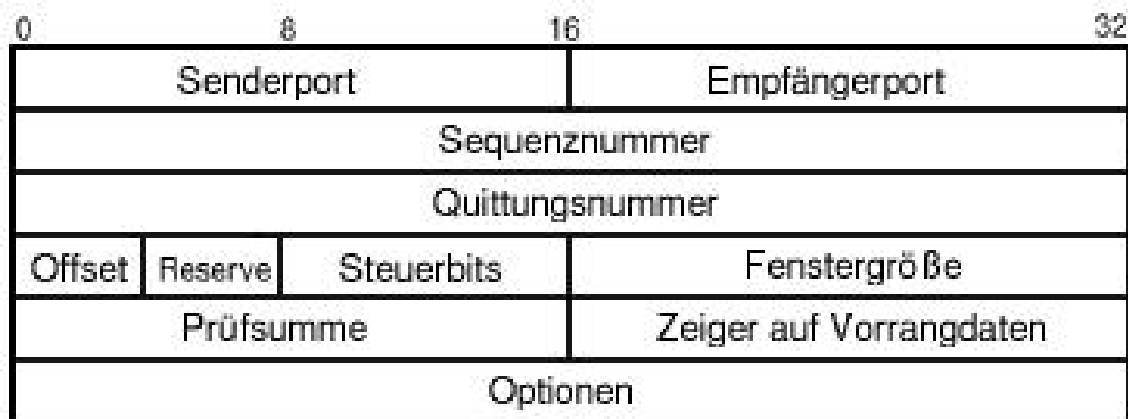 0 8 16 32
Senderport Empfängerport
Sequenznummer
Quittungsnummer
Offset Reserve Steuerbits Fenstergröße
Prüfsumme Zeiger auf Vorrangdaten
Optionen